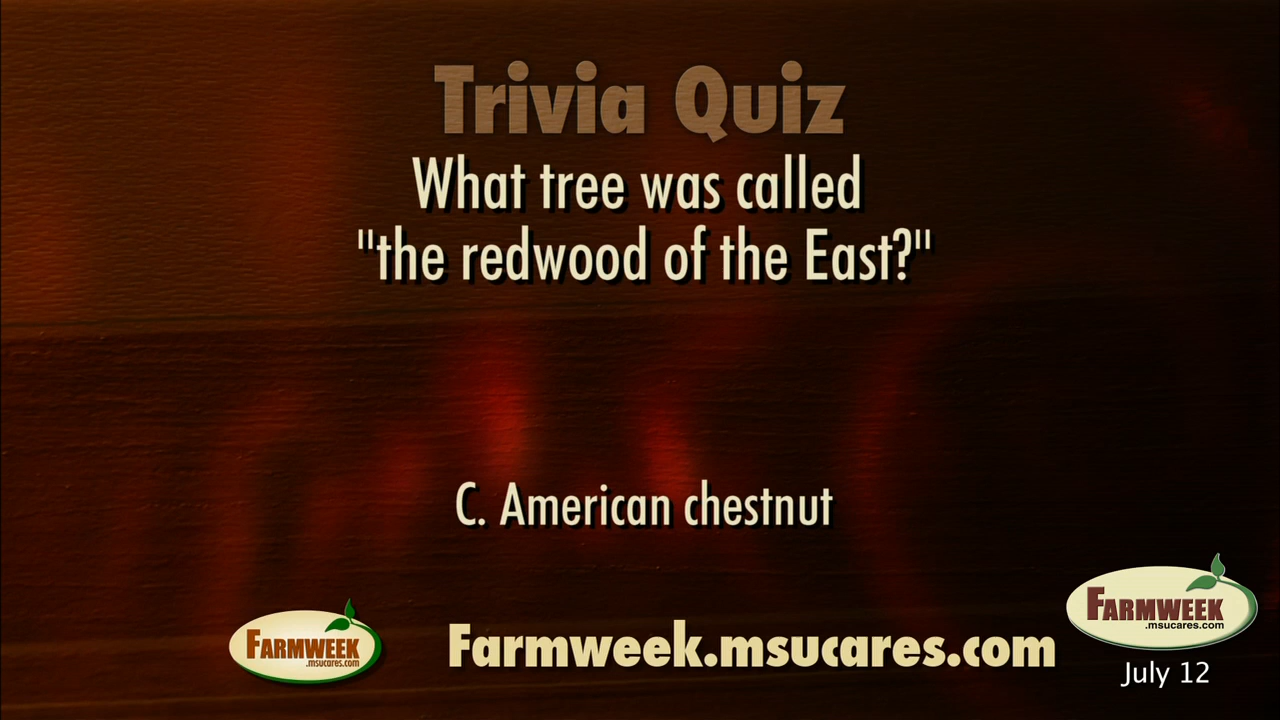 Trivia Quiz
What tree was called
"the redwood of the East?"
C. American chestnut
FARMWEEK
.msucares.com
Farmweek.msucares.com
FARMWEEK
.msucares.com
July 12